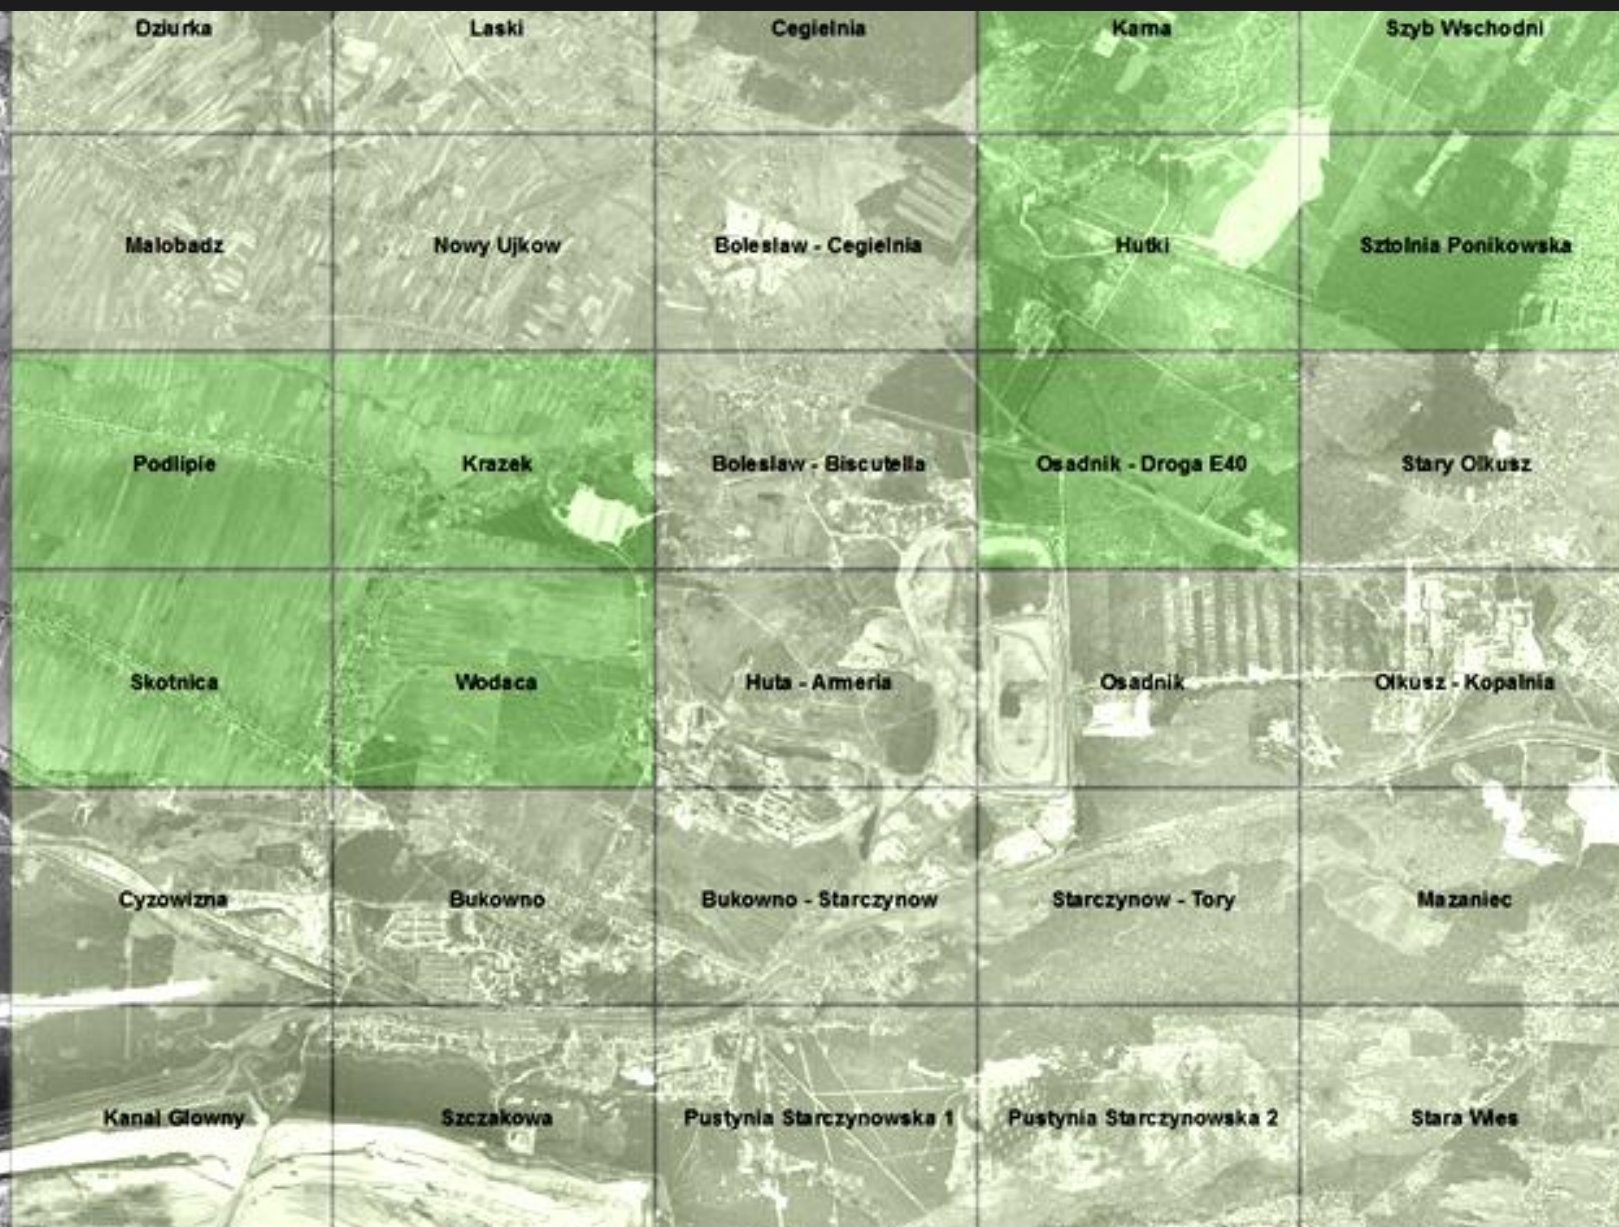 Dziurka
Laski
Cegielnia
Karna
Szyb Wschodni
Malobadz
Nowy Ujkow
Boleslaw - Cegielnia
Hutki
Sztolnia Ponikowska
Podlipie
Krazek
Boleslaw - Biscutella
Osadnik - Droga E40
Stary Olkusz
Skotnica
Wodaca
Huta - Armeria
Osadnik
Olkusz - Kopalnia
Cyzowizna
Bukowno
Bukowno - Starczynow
Starczynow - Tory
Mazaniec
Kanal Glowny
Szczakowa
Pustynia Starczynowska 1
Pustynia Starczynowska 2
Stara Wies